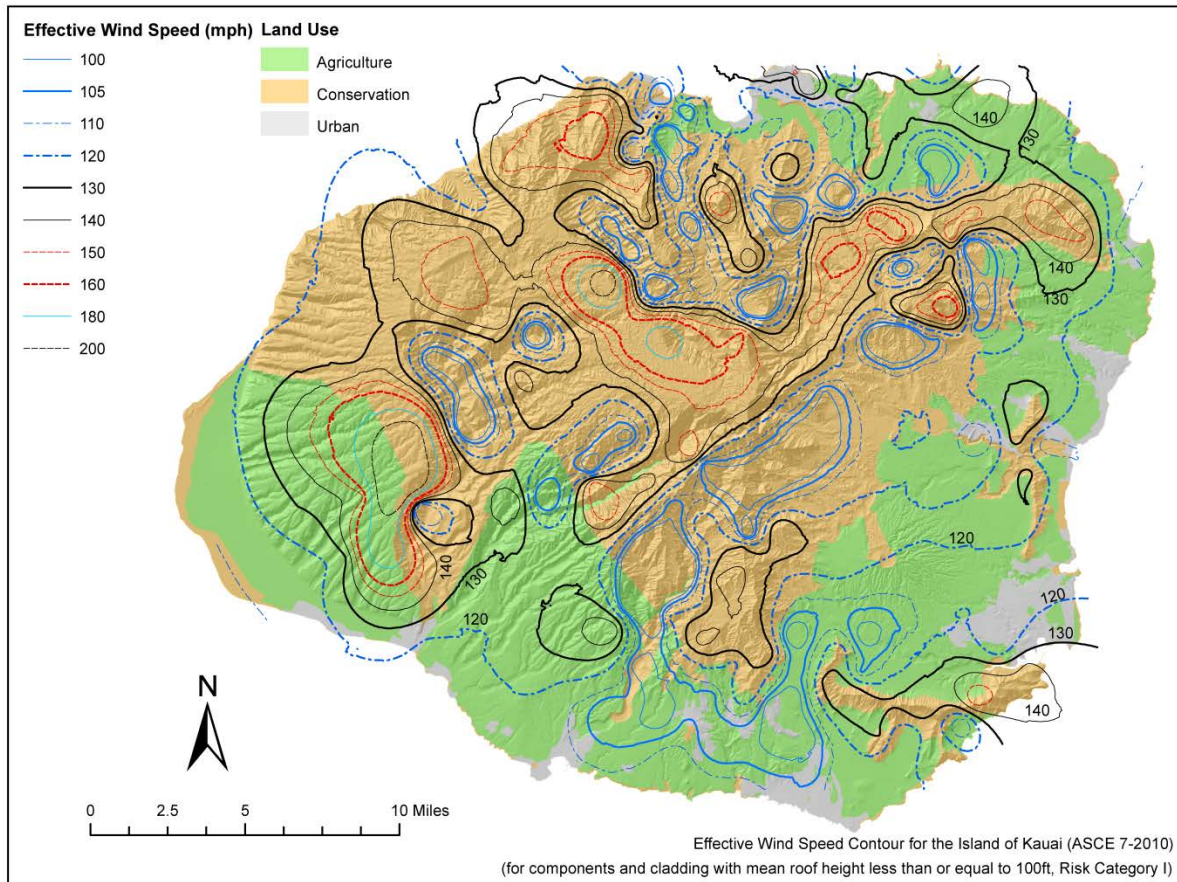 Effective Wind Speed (mph)
100
105
110
120
130
140
150
160
180
200
Land Use
Agriculture
Conservation
Urban
140
130
140
130
120
120
130
140
140
130
120
N
0 2.5 5 10 Miles
Effective Wind Speed Contour for the Island of Kauai (ASCE 7-2010)
(for components and cladding with mean roof height less than or equal to 100ft, Risk Category I)